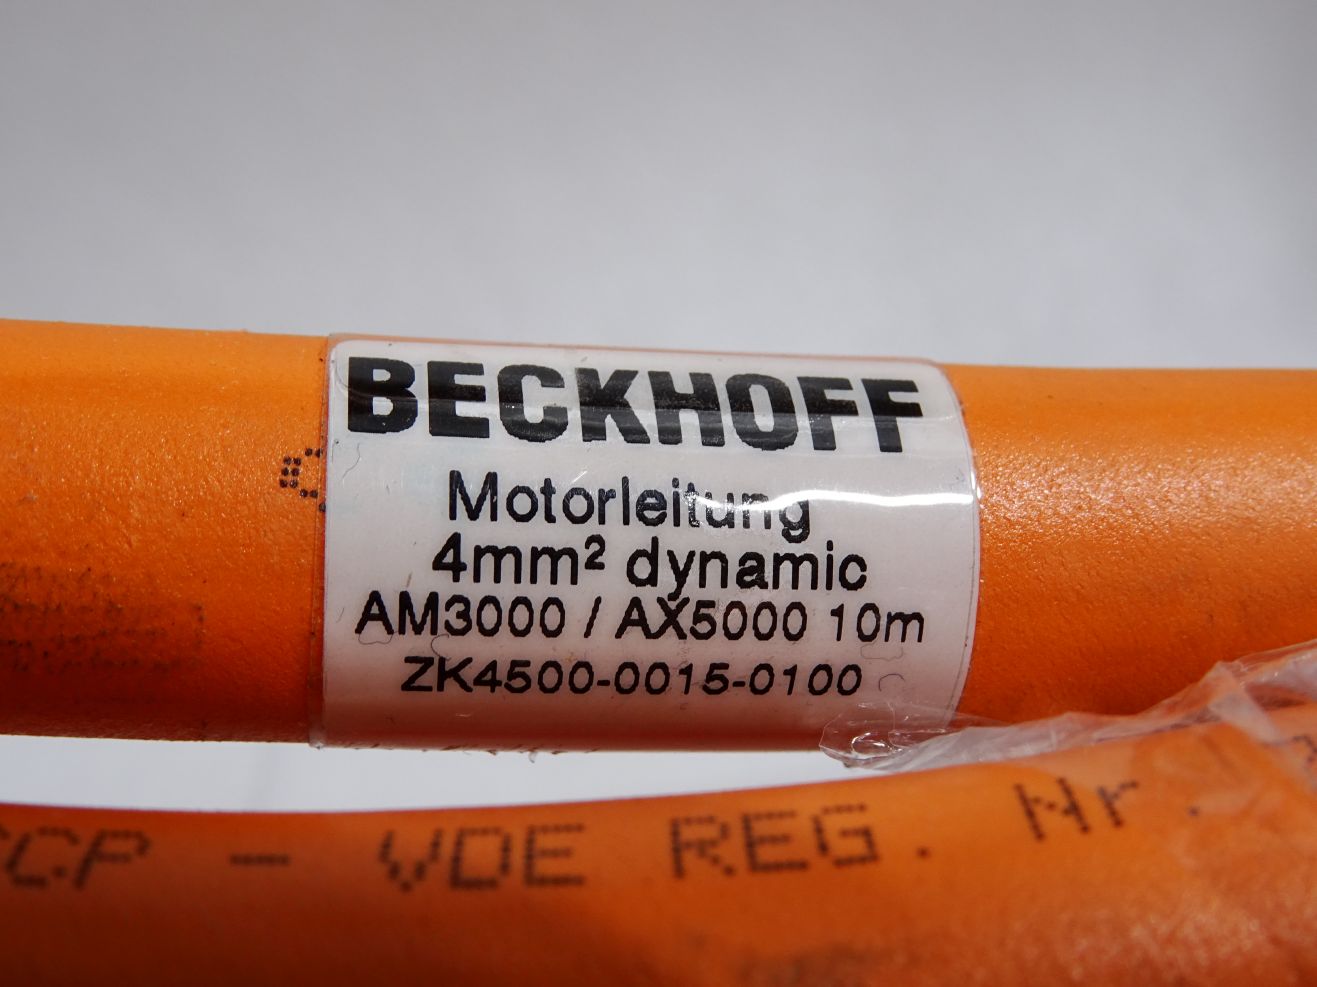 BECKHOFF
Motorleitung
4mm² dynamic
AM3000 / AX5000 10m
ZK4500-0015-0100
- VDE REG. Nr.